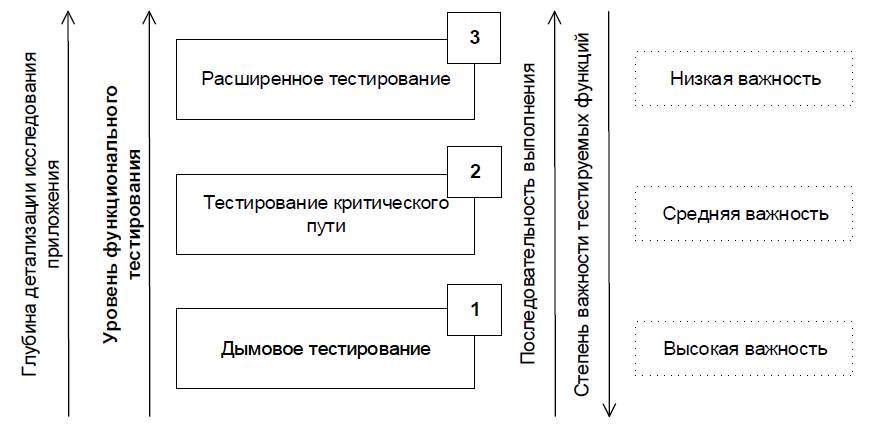 Глубина детализации исследования
приложения
Уровень функционального
тестирования
3
Расширенное тестирование
2
Тестирование критического
пути
1
Дымовое тестирование
Последовательность выполнения
Степень важности тестируемых функций
Низкая важность
Средняя важность
Высокая важность